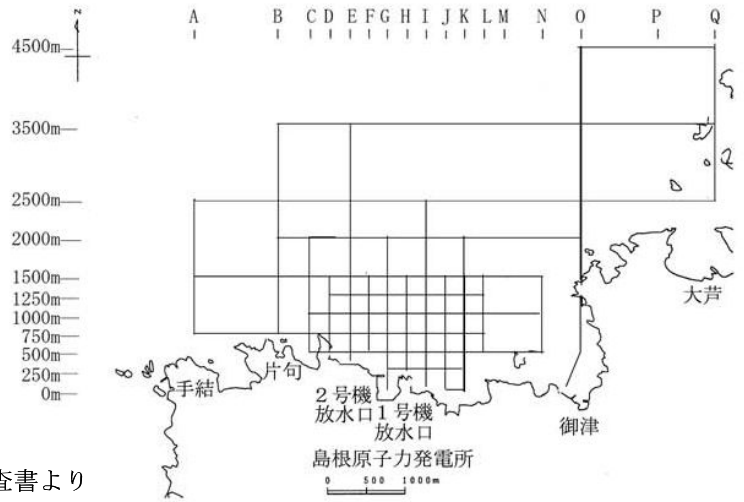 A B C D E F G H I J K L M N O P Q
z
4500m
3500m
2500m
2000m
1500m
1250m
1000m
750m
500m
250m
0m
大芦
片句
手結
2号機
放水口
1号機
放水口
御津
島根原子力発電所
0 500 1000m
査書より